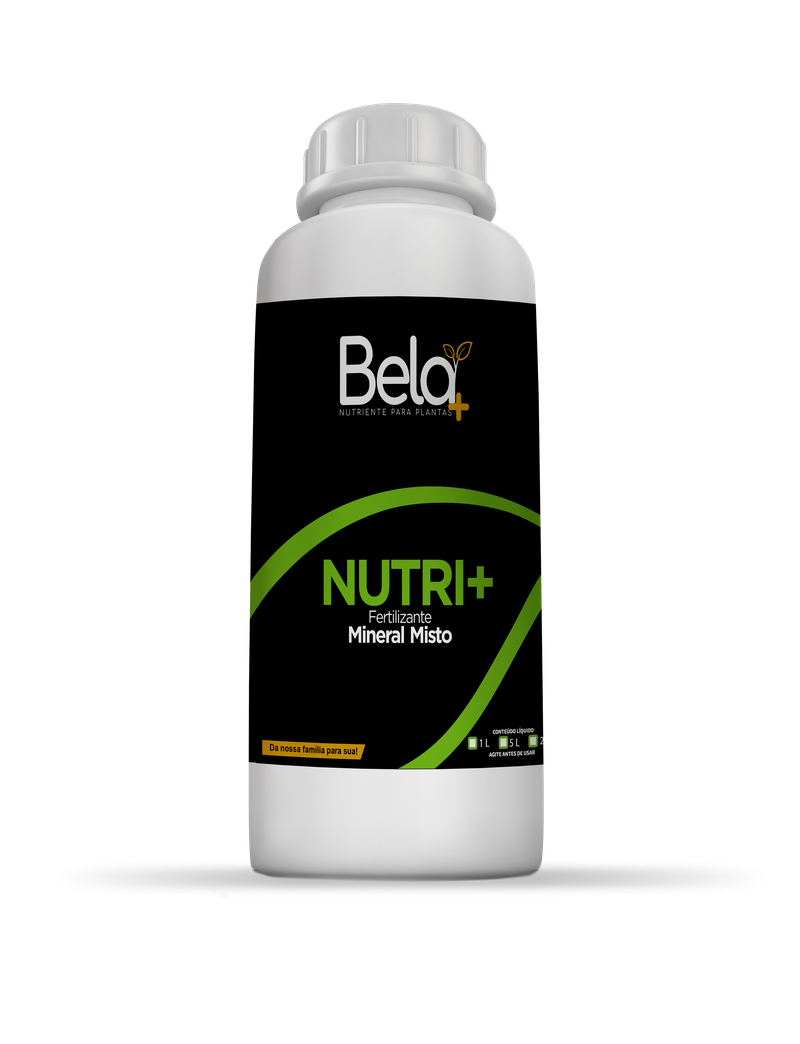 Bela+
NUTRIENTE PARA PLANTAS
NUTRI+
Fertilizante
Mineral Misto
Da nossa família para sua!
CONTEÚDO LÍQUIDO
1 L 5 L 2
AGITE ANTES DE USAR